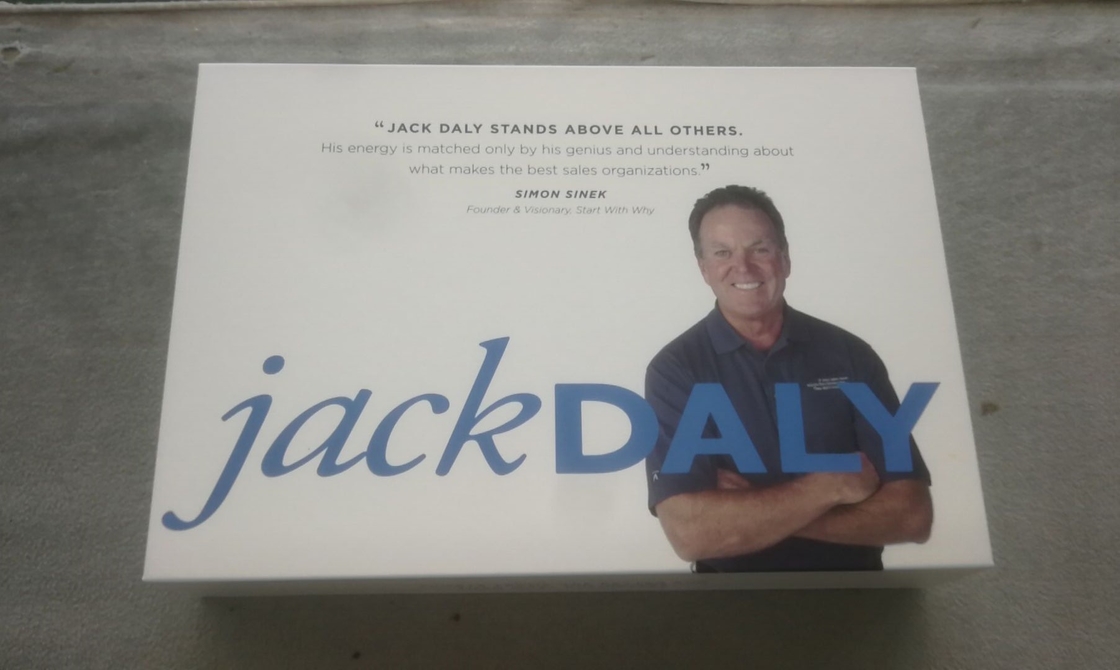 “JACK DALY STANDS ABOVE ALL OTHERS.
His energy is matched only by his genius and understanding about
what makes the best sales organizations.”
SIMON SINEK
Founder & Visionary, Start With Why
jackDALY